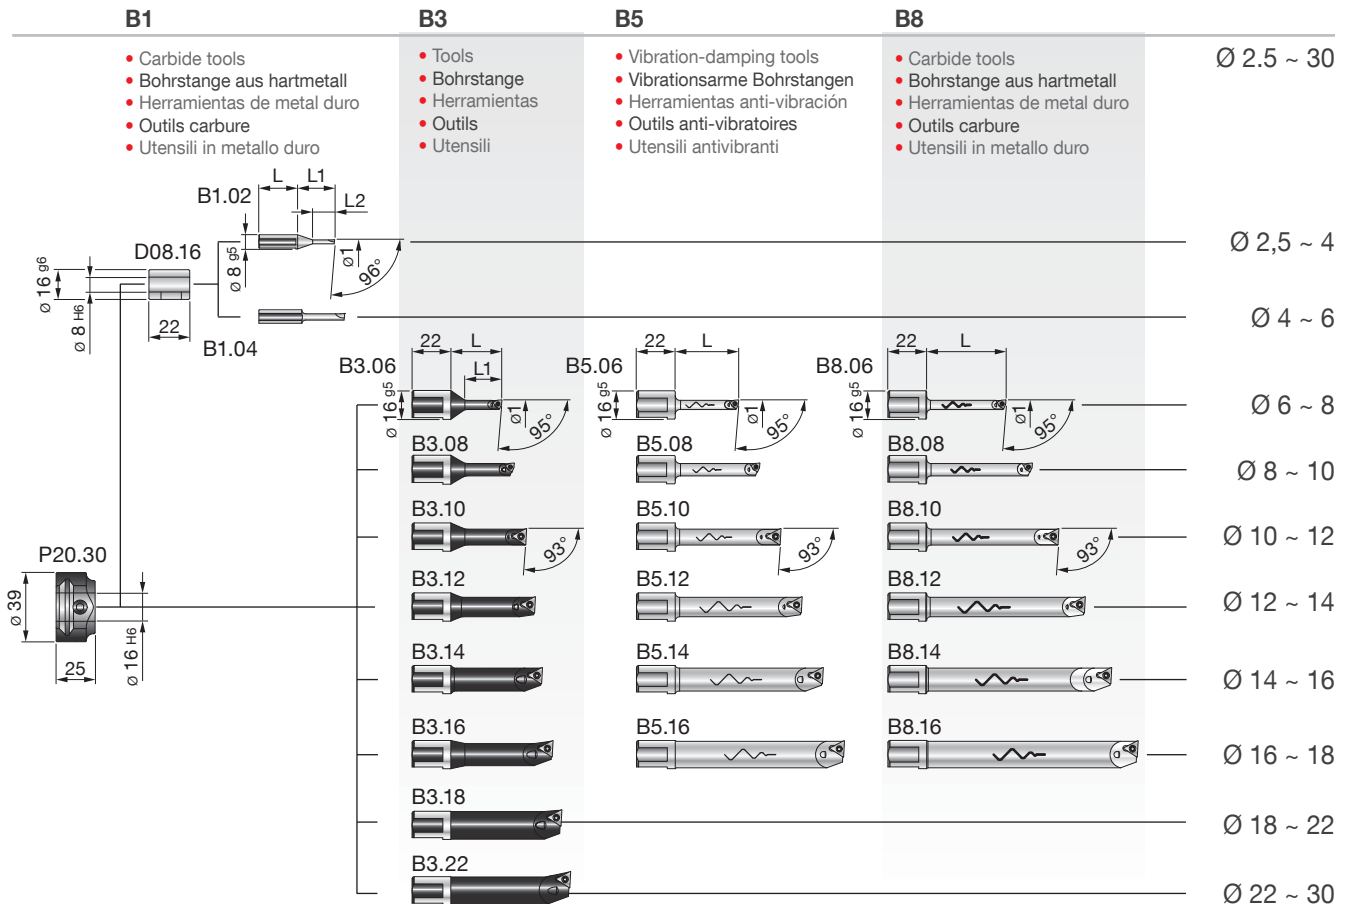 B1
B3
B5
B8
• Carbide tools
• Bohrstange aus hartmetall
• Herramientas de metal duro
• Outils carbure
• Utensili in metallo duro
• Tools
• Bohrstange
• Herramientas
• Outils
• Utensili
• Vibration-damping tools
• Vibrationsarme Bohrstangen
• Herramientas anti-vibración
• Outils anti-vibratoires
• Utensili antivibranti
• Carbide tools
• Bohrstange aus hartmetall
• Herramientas de metal duro
• Outils carbure
• Utensili in metallo duro
Ø 2.5 ~ 30
B1.02
L
L1
L2
Ø 8 g5
Ø1
96°
Ø 2,5 ~ 4
D08.16
Ø 16 g6
Ø 8 H6
22
B1.04
Ø 4 ~ 6
B3.06
22
L
L1
Ø 16 g5
Ø1
95°
B5.06
22
L
Ø 16 g5
Ø1
95°
B8.06
22
L
Ø 16 g5
Ø1
95°
Ø 6 ~ 8
B3.08
B5.08
B8.08
Ø 8 ~ 10
B3.10
93°
B5.10
93°
B8.10
93°
Ø 10 ~ 12
P20.30
Ø 39
25
Ø 16 H6
B3.12
B5.12
B8.12
Ø 12 ~ 14
B3.14
B5.14
B8.14
Ø 14 ~ 16
B3.16
B5.16
B8.16
Ø 16 ~ 18
B3.18
Ø 18 ~ 22
B3.22
Ø 22 ~ 30